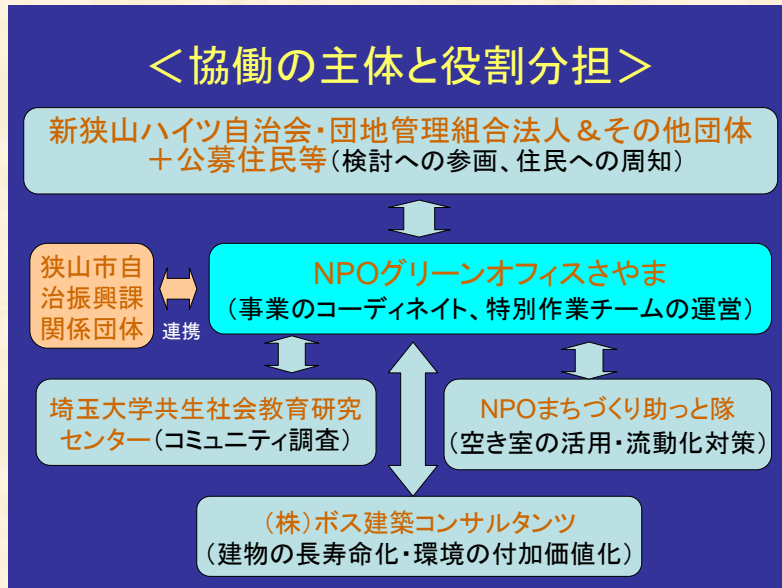 ＜協働の主体と役割分担＞
新狭山ハイツ自治会・団地管理組合法人＆その他団体
＋公募住民等(検討への参画、住民への周知)
狭山市自
治振興課
関係団体
連携
NPOグリーンオフィスさやま
(事業のコーディネイト、特別作業チームの運営)
埼玉大学共生社会教育研究
センター(コミュニティ調査)
NPOまちづくり助っと隊
(空き室の活用・流動化対策)
(株)ボス建築コンサルタンツ
(建物の長寿命化・環境の付加価値化)